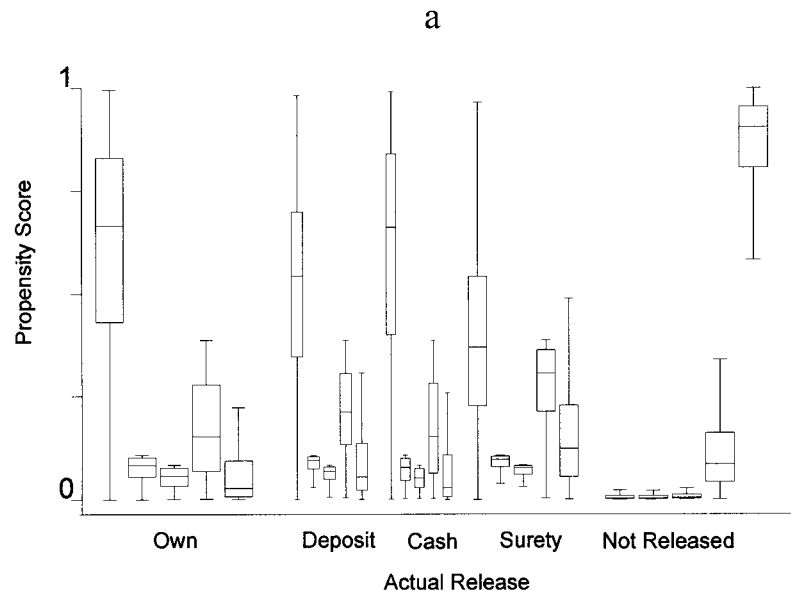 a
1
Propensity Score
0
Own Deposit Cash Surety Not Released
Actual Release